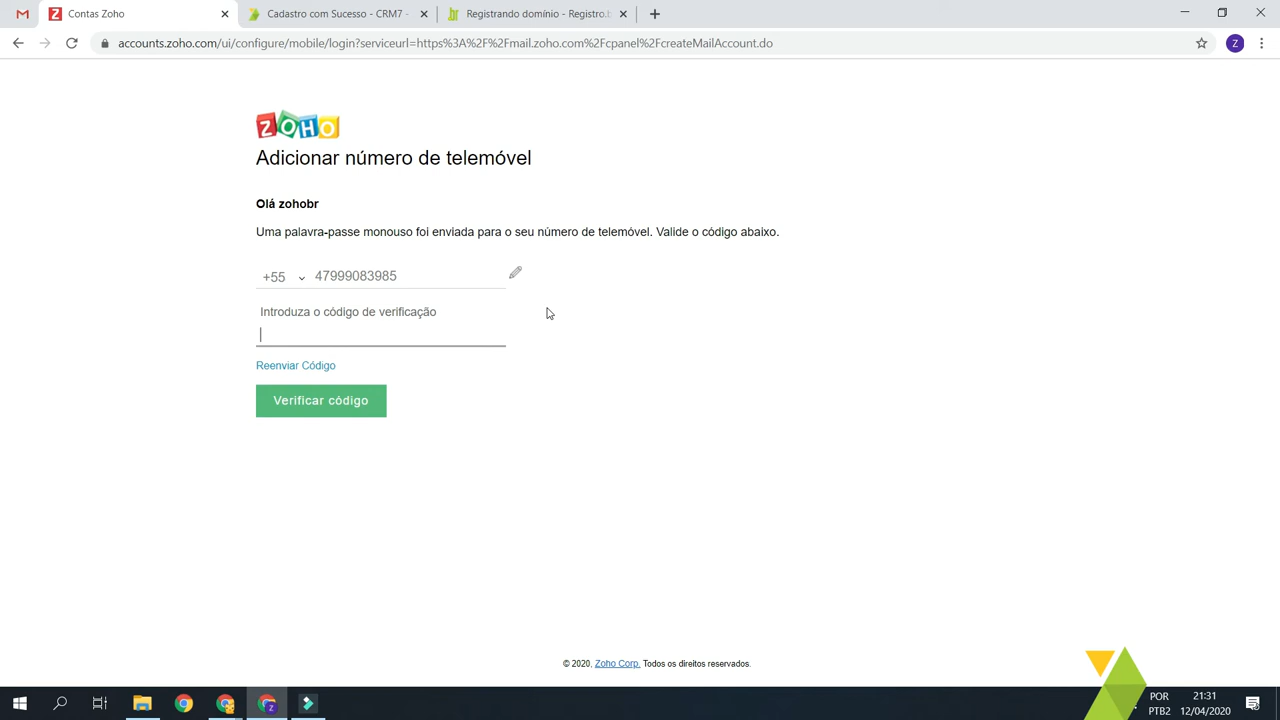 Contas Zoho
Cadastro com Sucesso - CRM7 -
Registrando domínio - Registro.b
accounts.zoho.com/ui/configure/mobile/login?serviceurl=https%3A%2F%2Fmail.zoho.com%2Fcpanel%2FcreateMailAccount.do
Z
ZOHO
Adicionar número de telemóvel
Olá zohobr
Uma palavra-passe monouso foi enviada para o seu número de telemóvel. Valide o código abaixo.
+55 47999083985
Introduza o código de verificação
Reenviar Código
Verificar código
© 2020, Zoho Corp. Todos os direitos reservados.
POR 21:31
PTB2 12/04/2020